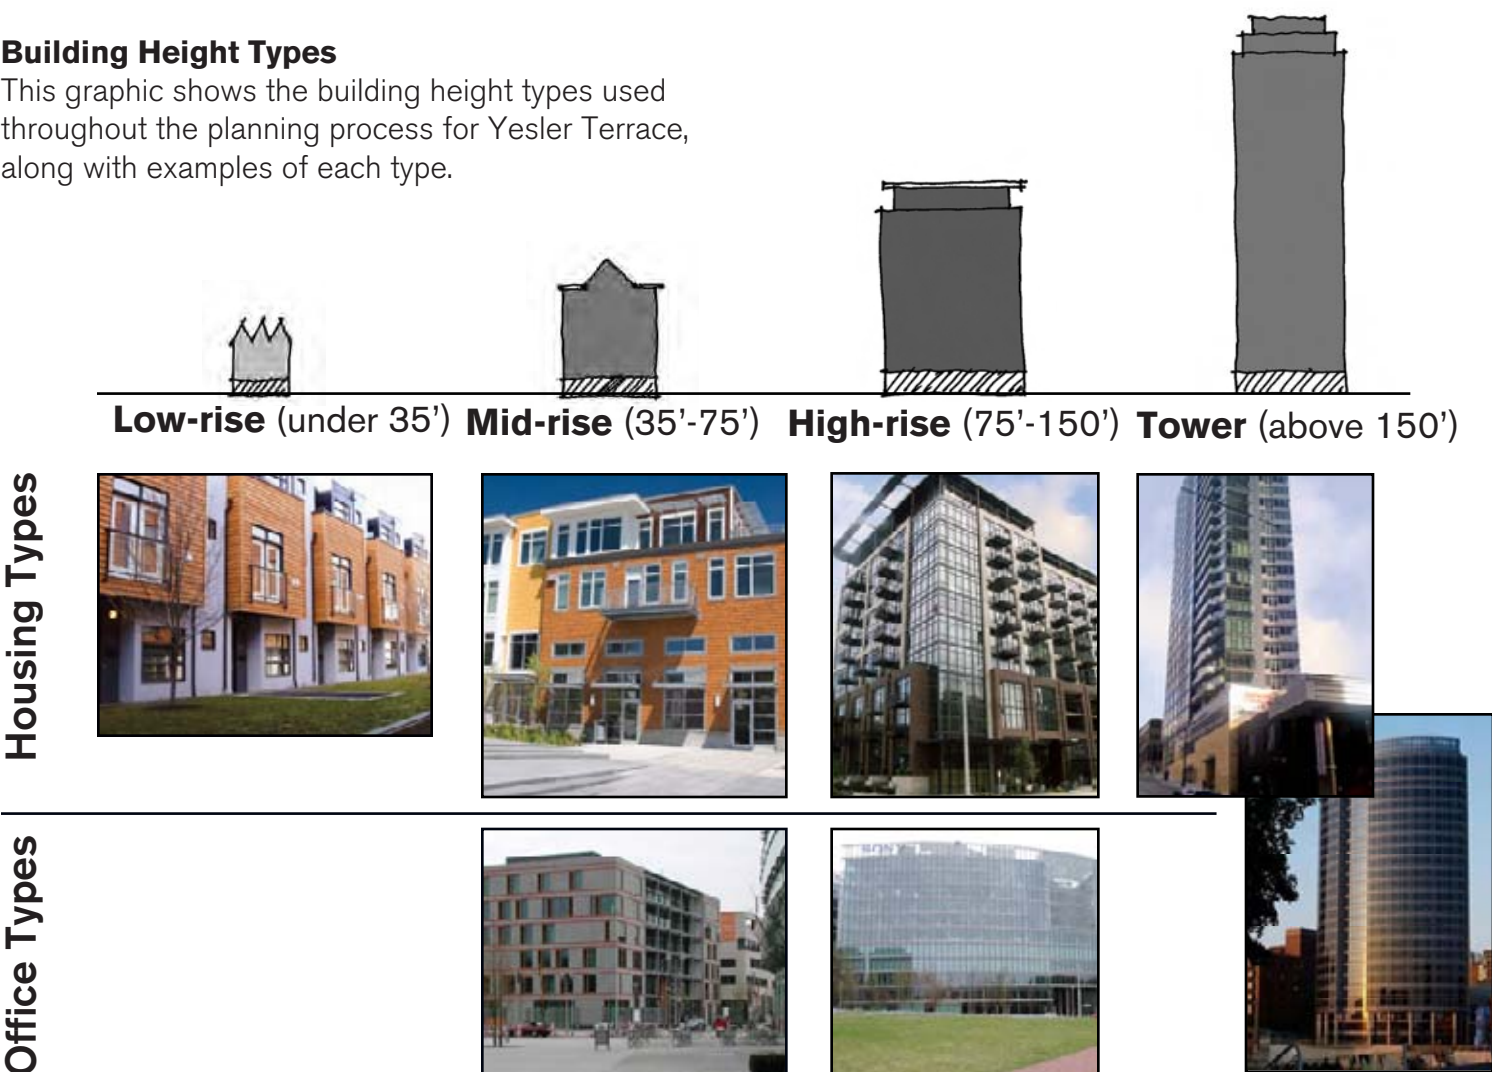 Building Height Types
This graphic shows the building height types used
throughout the planning process for Yesler Terrace,
along with examples of each type.
Low-rise (under 35’) Mid-rise (35’-75’) High-rise (75’-150’) Tower (above 150’)
Housing Types
Office Types
SONY